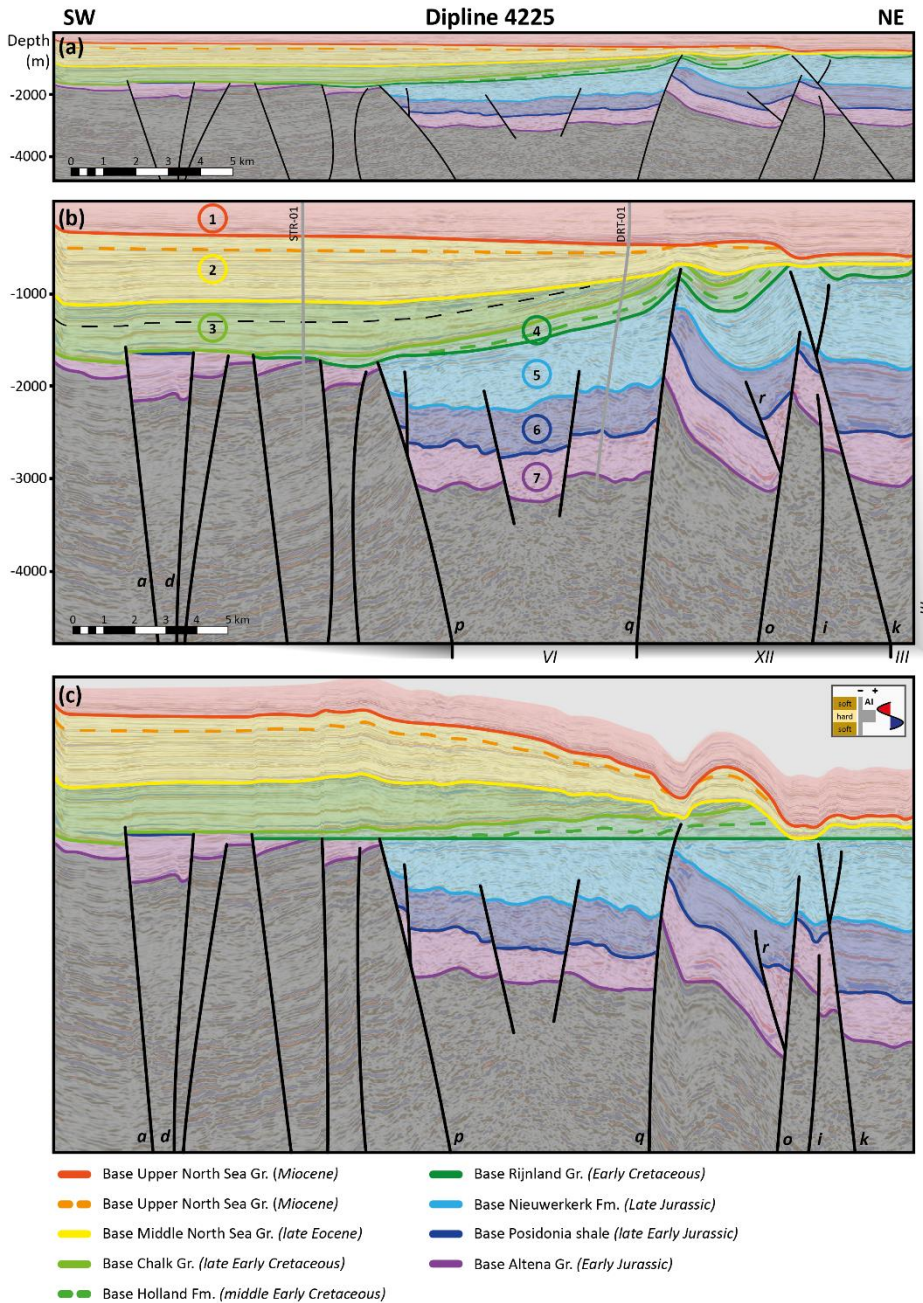 SW Dipline 4225 NE
Depth
(m)
(a)
-2000
-4000
0 1 2 3 4 5 km
(b)
1
STR-01
DRT-01
2
-1000
3
4
5
-2000
r
6
7
-3000
-4000
a d
0 1 2 3 4 5 km
p q o i k
VI XII III
(c)
− +
AI
soft
hard
soft
r
a d p q o i k
Base Upper North Sea Gr. (Miocene)
Base Upper North Sea Gr. (Miocene)
Base Middle North Sea Gr. (late Eocene)
Base Chalk Gr. (late Early Cretaceous)
Base Holland Fm. (middle Early Cretaceous)
Base Rijnland Gr. (Early Cretaceous)
Base Nieuwerkerk Fm. (Late Jurassic)
Base Posidonia shale (late Early Jurassic)
Base Altena Gr. (Early Jurassic)